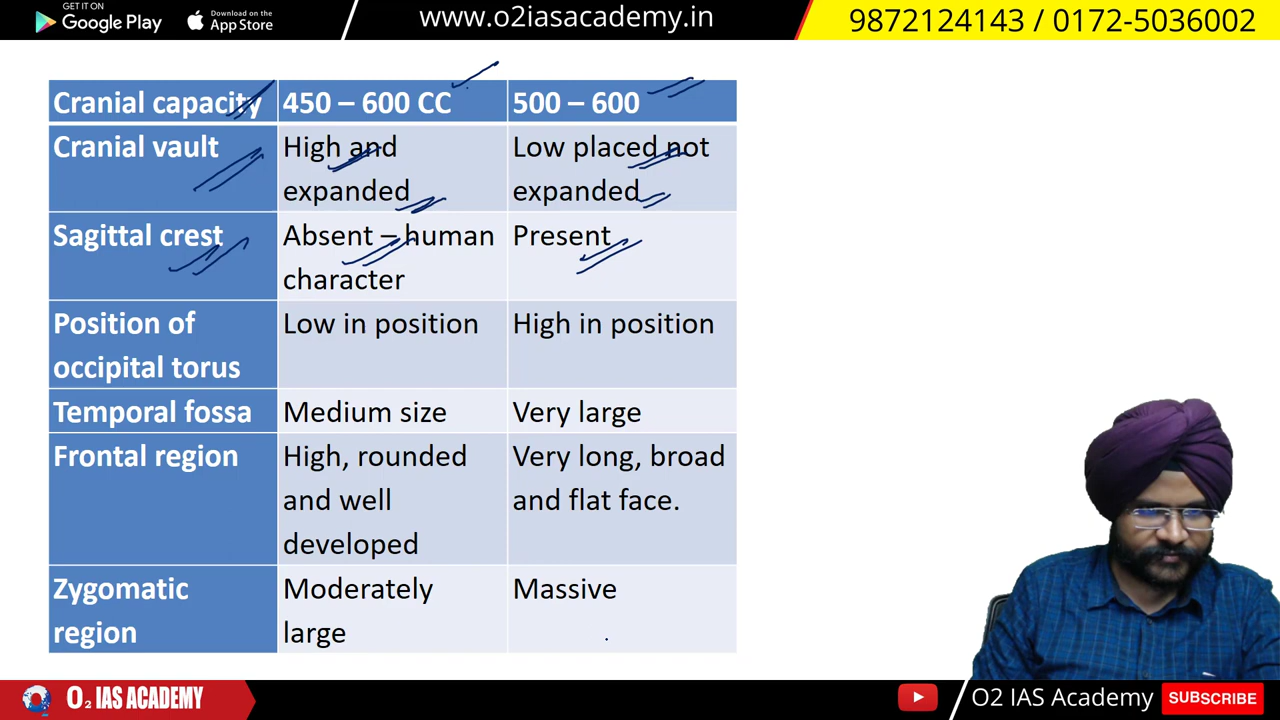 GET IT ON
Google Play
Download on the
App Store
www.o2iasacademy.in
9872124143 / 0172-5036002
Cranial capacity
450 – 600 CC
500 – 600
Cranial vault
High and
expanded
Low placed not
expanded
Sagittal crest
Absent – human
character
Present
Position of
occipital torus
Low in position
High in position
Temporal fossa
Medium size
Very large
Frontal region
High, rounded
and well
developed
Very long, broad
and flat face.
Zygomatic
region
Moderately
large
Massive
O2 IAS ACADEMY
O2 IAS Academy
SUBSCRIBE